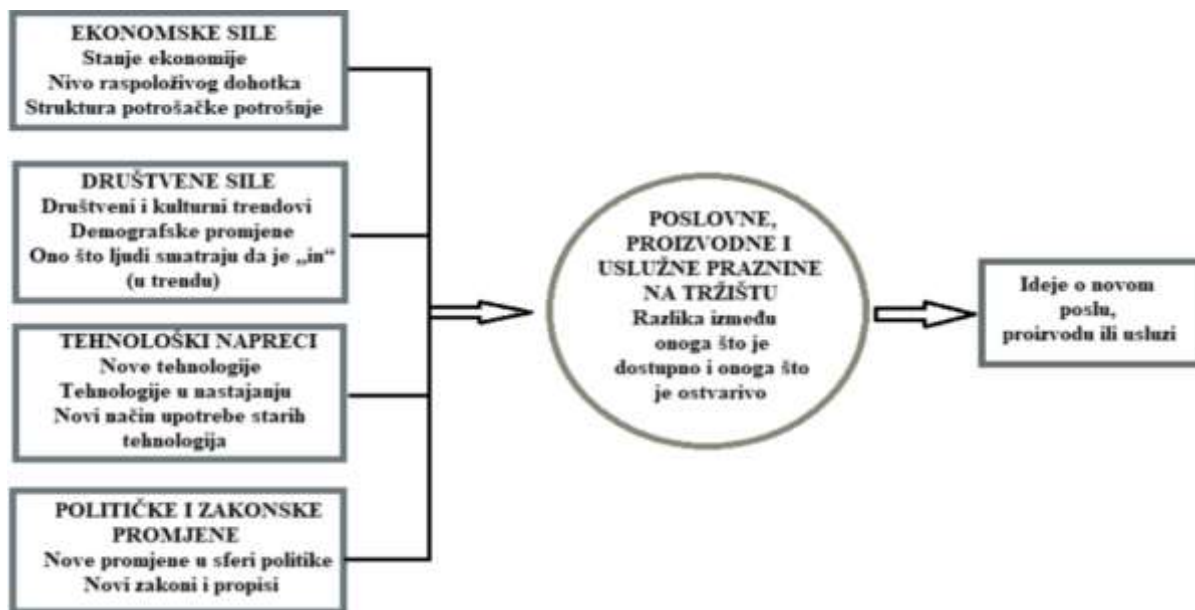 EKONOMSKE SILE
Stanje ekonomije
Nivo raspoloživog dohotka
Struktura potrošačke potrošnje
DRUŠTVENE SILE
Društveni i kulturni trendovi
Demografske promjene
Ono što ljudi smatraju da je „in“
(u trendu)
TEHNOLOŠKI NAPRECI
Nove tehnologije
Tehnologije u nastajanju
Novi način upotrebe starih
tehnologija
POLITIČKE I ZAKONSKE
PROMJENE
Nove promjene u sferi politike
Novi zakoni i propisi
POSLOVNE,
PROIZVODNE I
USLUŽNE PRAZNINE
NA TRŽIŠTU
Razlika između
onoga što je
dostupno i onoga što
je ostvarivo
Ideje o novom
poslu,
proizvodu ili usluzi